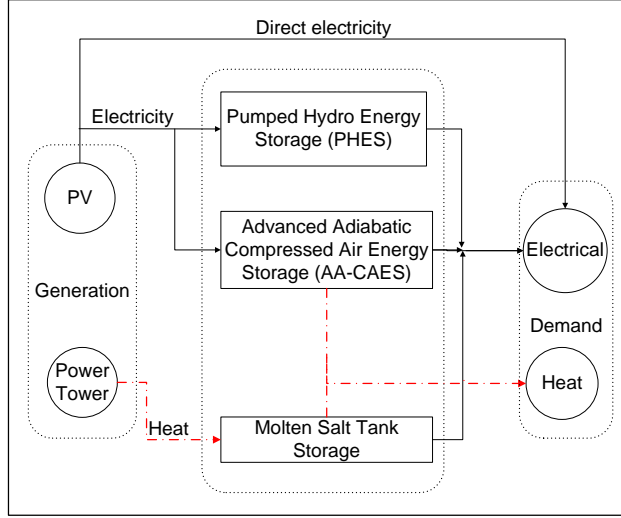 Direct electricity
Electricity
Pumped Hydro Energy
Storage (PHES)
PV
Advanced Adiabatic
Compressed Air Energy
Storage (AA-CAES)
Electrical
Generation
Demand
Power
Tower
Heat
Heat
Molten Salt Tank
Storage